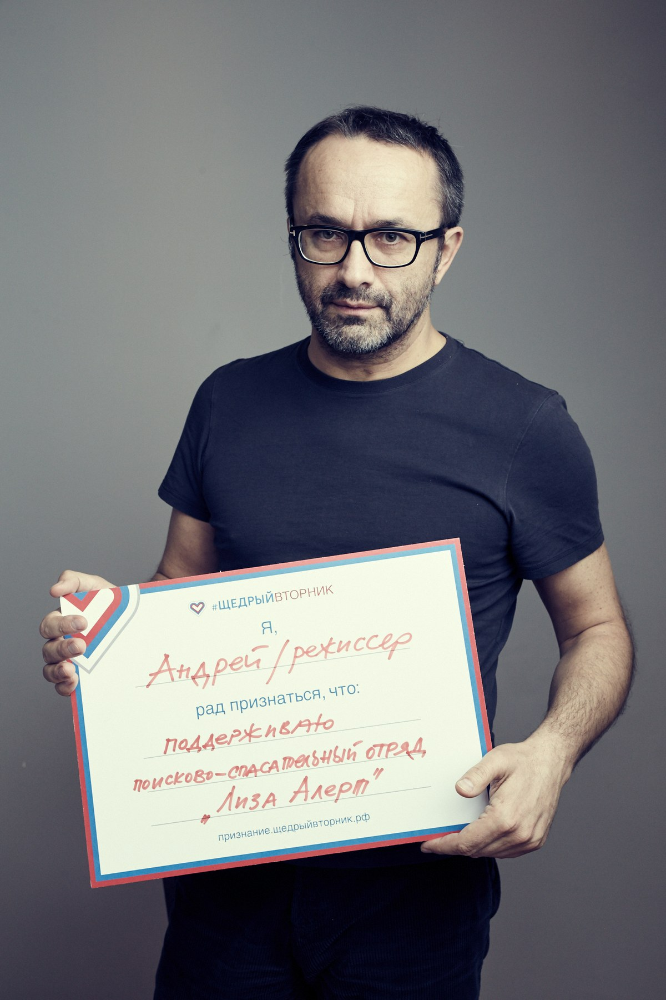 #ЩЕДРЫЙВТОРНИК
Я,
Андрей/режиссер
рад признаться, что:
поддерживаю
поисково-спасательный отряд
„Лиза Алерт"
признание.щедрыйвторник.рф